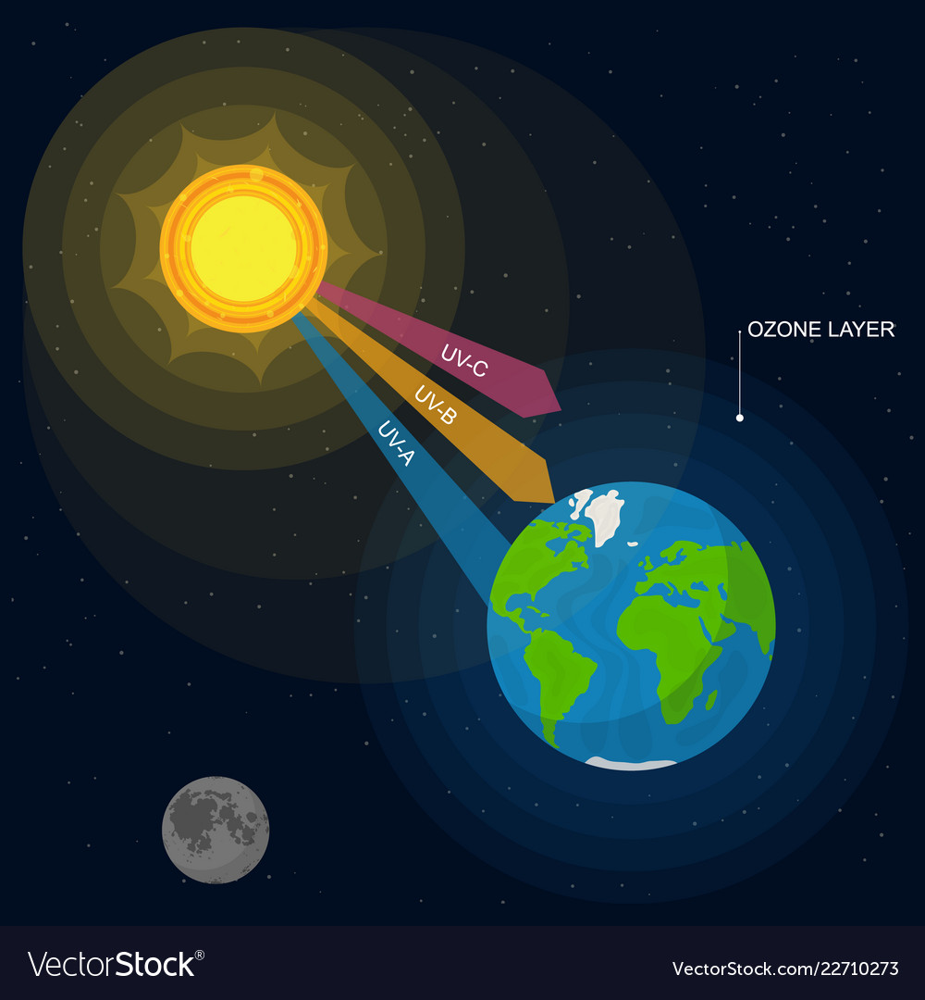 OZONE LAYER
UV-C
UV-B
UV-A
VectorStock®
VectorStock.com/22710273